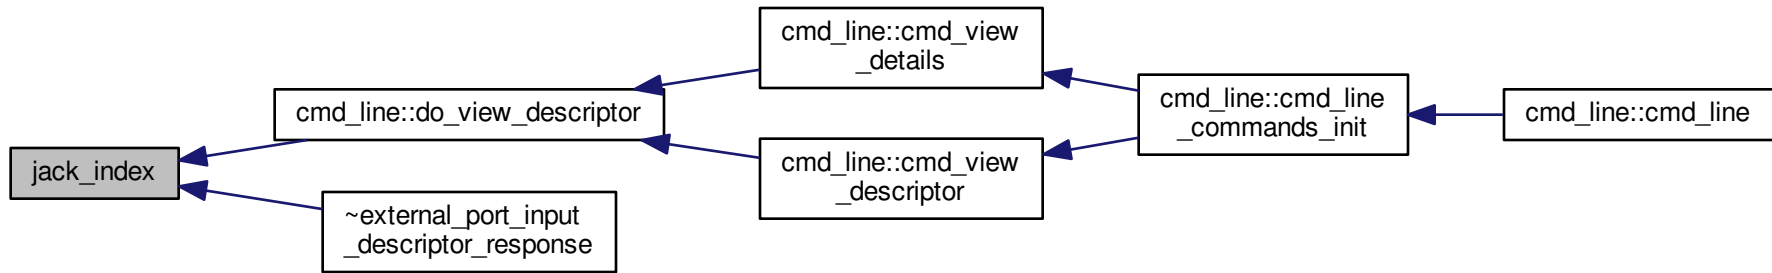 jack_index
cmd_line::do_view_descriptor
~external_port_input
_descriptor_response
cmd_line::cmd_view
_details
cmd_line::cmd_view
_descriptor
cmd_line::cmd_line
_commands_init
cmd_line::cmd_line